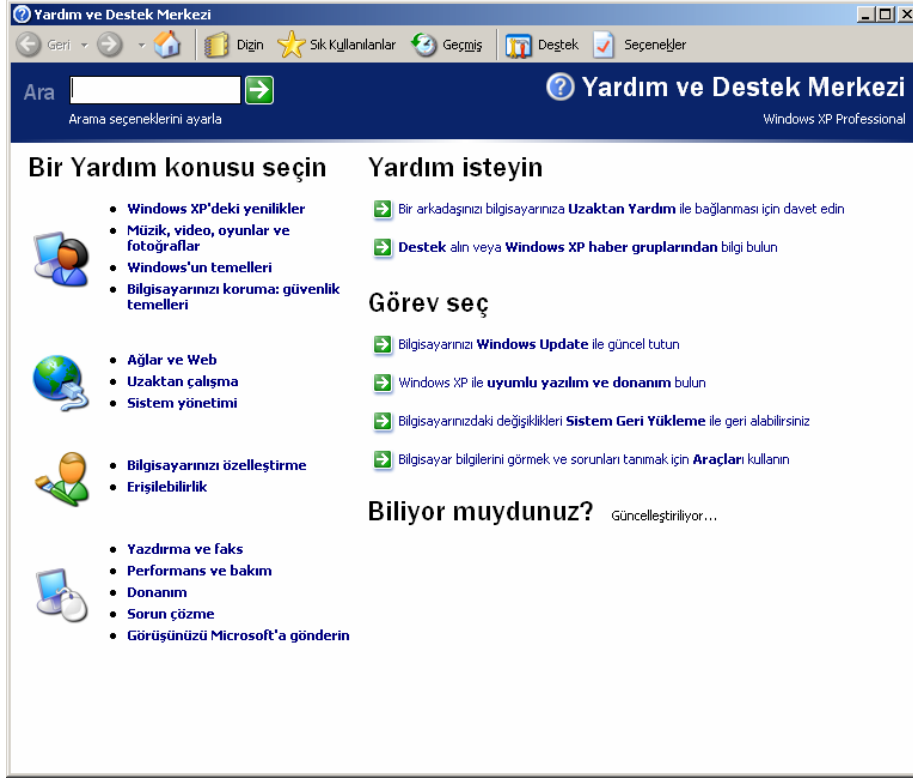 Yardım ve Destek Merkezi
Geri
Dizin
Sık Kullanılanlar
Geçmiş
Destek
Seçenekler
Ara
Arama seçeneklerini ayarla
Yardım ve Destek Merkezi
Windows XP Professional
Bir Yardım konusu seçin
Windows XP'deki yenilikler
Müzik, video, oyunlar ve
fotoğraflar
Windows'un temelleri
Bilgisayarınızı koruma: güvenlik
temelleri
Ağlar ve Web
Uzaktan çalışma
Sistem yönetimi
Bilgisayarınızı özelleştirme
Erişilebilirlik
Yazdırma ve faks
Performans ve bakım
Donanım
Sorun çözme
Görüşünüzü Microsoft'a gönderin
Yardım isteyin
Bir arkadaşınızı bilgisayarınıza Uzaktan Yardım ile bağlanması için davet edin
Destek alın veya Windows XP haber gruplarından bilgi bulun
Görev seç
Bilgisayarınızı Windows Update ile güncel tutun
Windows XP ile uyumlu yazılım ve donanım bulun
Bilgisayarınızdaki değişiklikleri Sistem Geri Yükleme ile geri alabilirsiniz
Bilgisayar bilgilerini görmek ve sorunları tanımak için Araçları kullanın
Biliyor muydunuz? Güncelleştiriliyor...